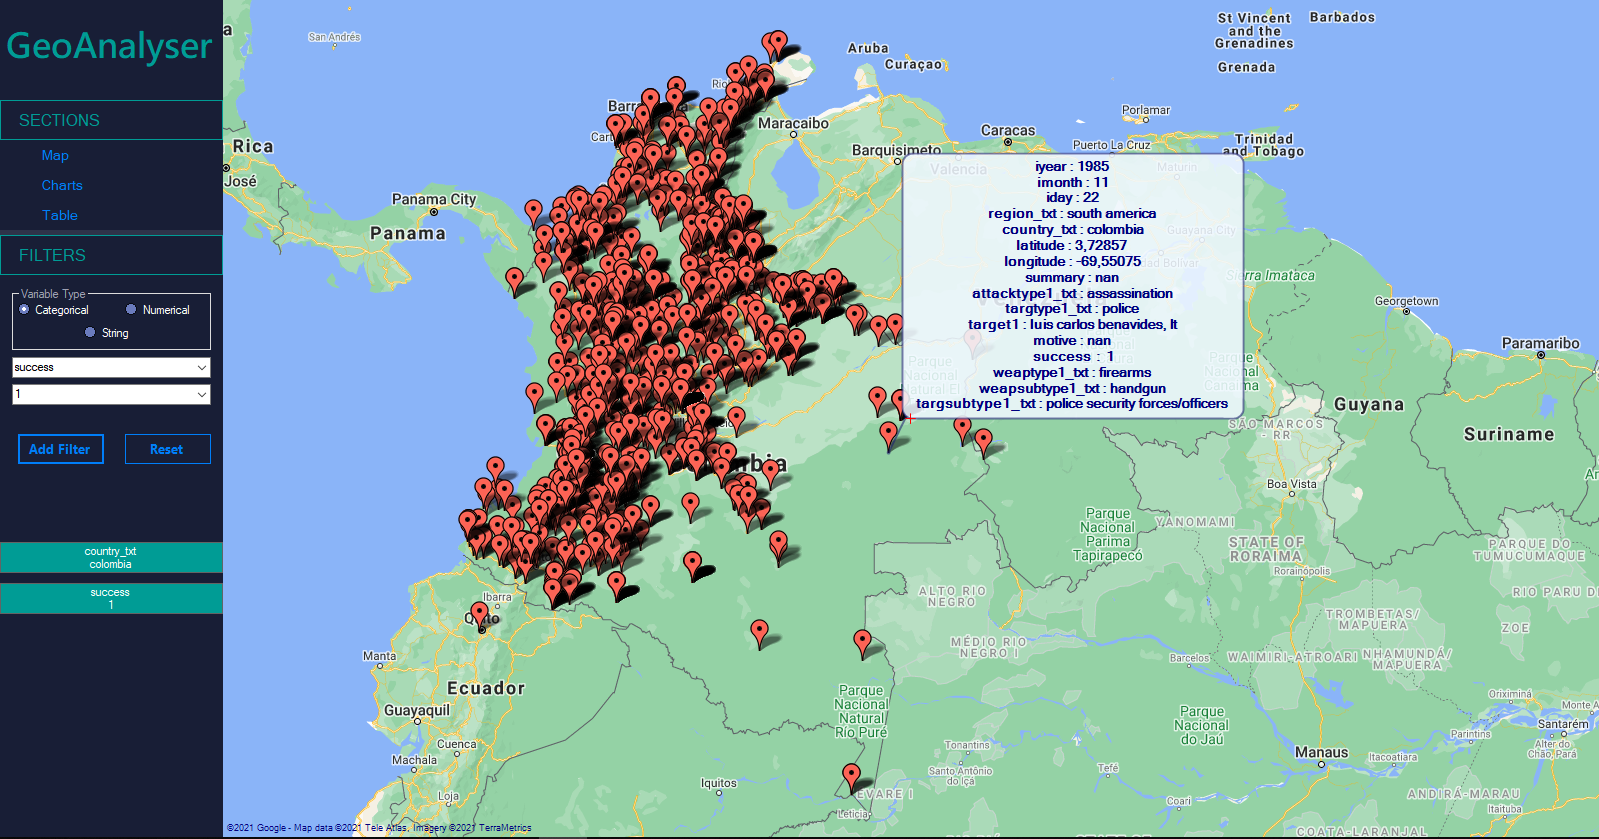 GeoAnalyser
SECTIONS
Map
Charts
Table
FILTERS
Variable Type
Categorical
Numerical
String
success
1
Add Filter
Reset
country_txt
colombia
success
1
San Andrés
Rica
José
Panama City
Panama
Aruba
Curaçao
St Vincent
and the
Grenadines
Barbados
Grenada
Maracaibo
Barquisimeto
Caracas
Valencia
Puerto La Cruz
Porlamar
Maturin
Trinidad
and Tobago
iyear : 1985
imonth : 11
iday : 22
region_txt : south america
country_txt : colombia
latitude : 3,72857
longitude : -69,55075
summary : nan
attacktype1_txt : assassination
targtype1_txt : police
target1 : luis carlos benavides, lt
motive : nan
success : 1
weaptype1_txt : firearms
weapsubtype1_txt : handgun
targsubtype1_txt : police security forces/officers
Guayana City
dad Bolívar
Sierra Imataca
Parque
Nacional
Natural El
Parque
Nacional
Canaima
Georgetown
Paramaribo
Guyana
Suriname
SÃO MARCOS
- RR
Boa Vista
Parque
Nacional
Parima
Tapirapecó
YANOMAMI
STATE OF
RORAIMA
Rorainópolis
PARQUE DO
TUMUCUMAQUE
RIO PARU D
ALTO RIO
NEGRO
MÉDIO RIO
NEGRO I
TROMBETAS/
MAPUERA
ZOE
Barcelos
WAIMIRI-ATROARI
NHAMUNDÁ/
MAPUERA
Ibarra
Quito
Manta
Ecuador
Guayaquil
Cuenca
Machala
Loja
Iquitos
Parque
Nacional
Natural
Río Puré
EVARE I
Leticia
Parque
Nacional
do Jaú
Tonantins
Santo Antônio
do Içá
Tefé
Coari
Manaus
Itacoatiara
Parintins
Oriximiná
Monte A
Santarém
Alter do
Chão, Pará
ANDIRÁ-MARAU
Itaituba
COATA-LARANJAL
©2021 Google - Map data ©2021 Tele Atlas, Imagery ©2021 TerraMetrics